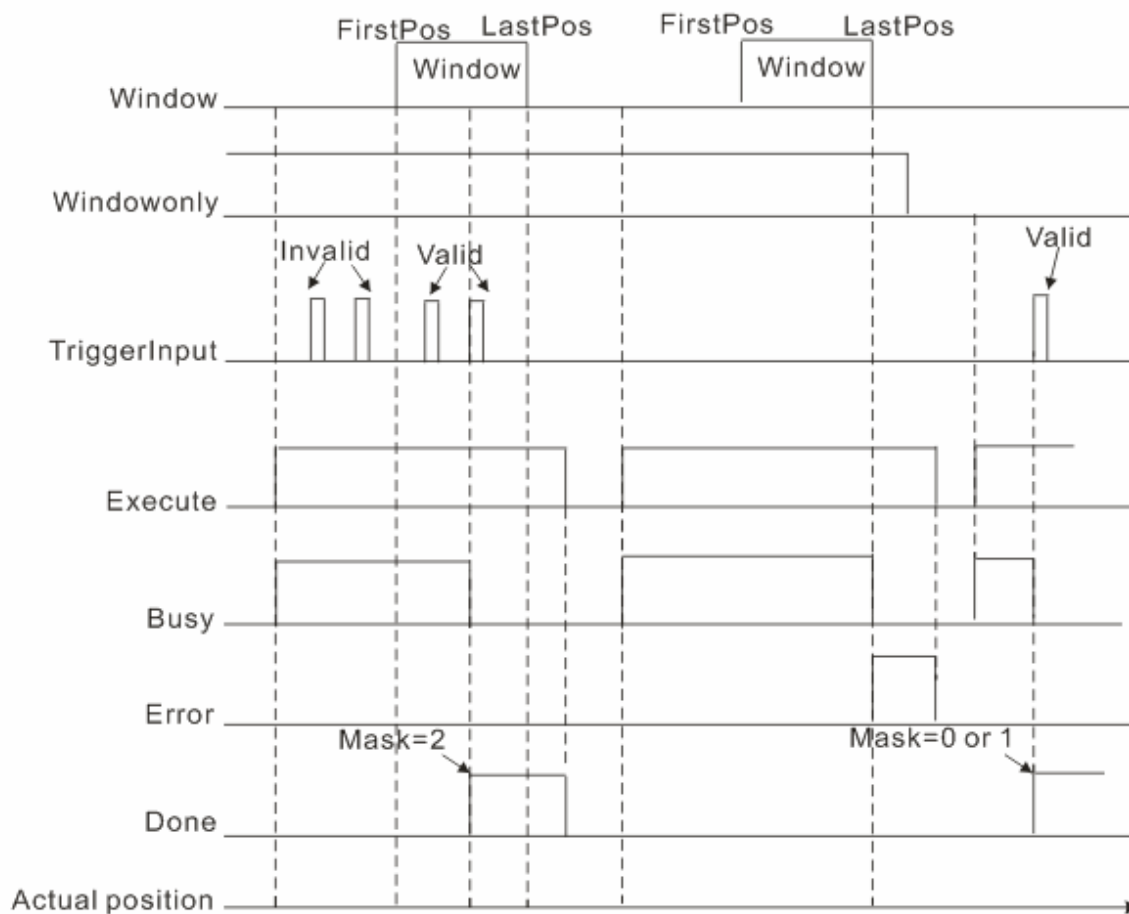 FirstPos LastPos FirstPos LastPos
Window Window
Window
Windowonly
Invalid Valid Valid
TriggerInput
Execute
Busy
Error
Mask=2 Mask=0 or 1
Done
Actual position